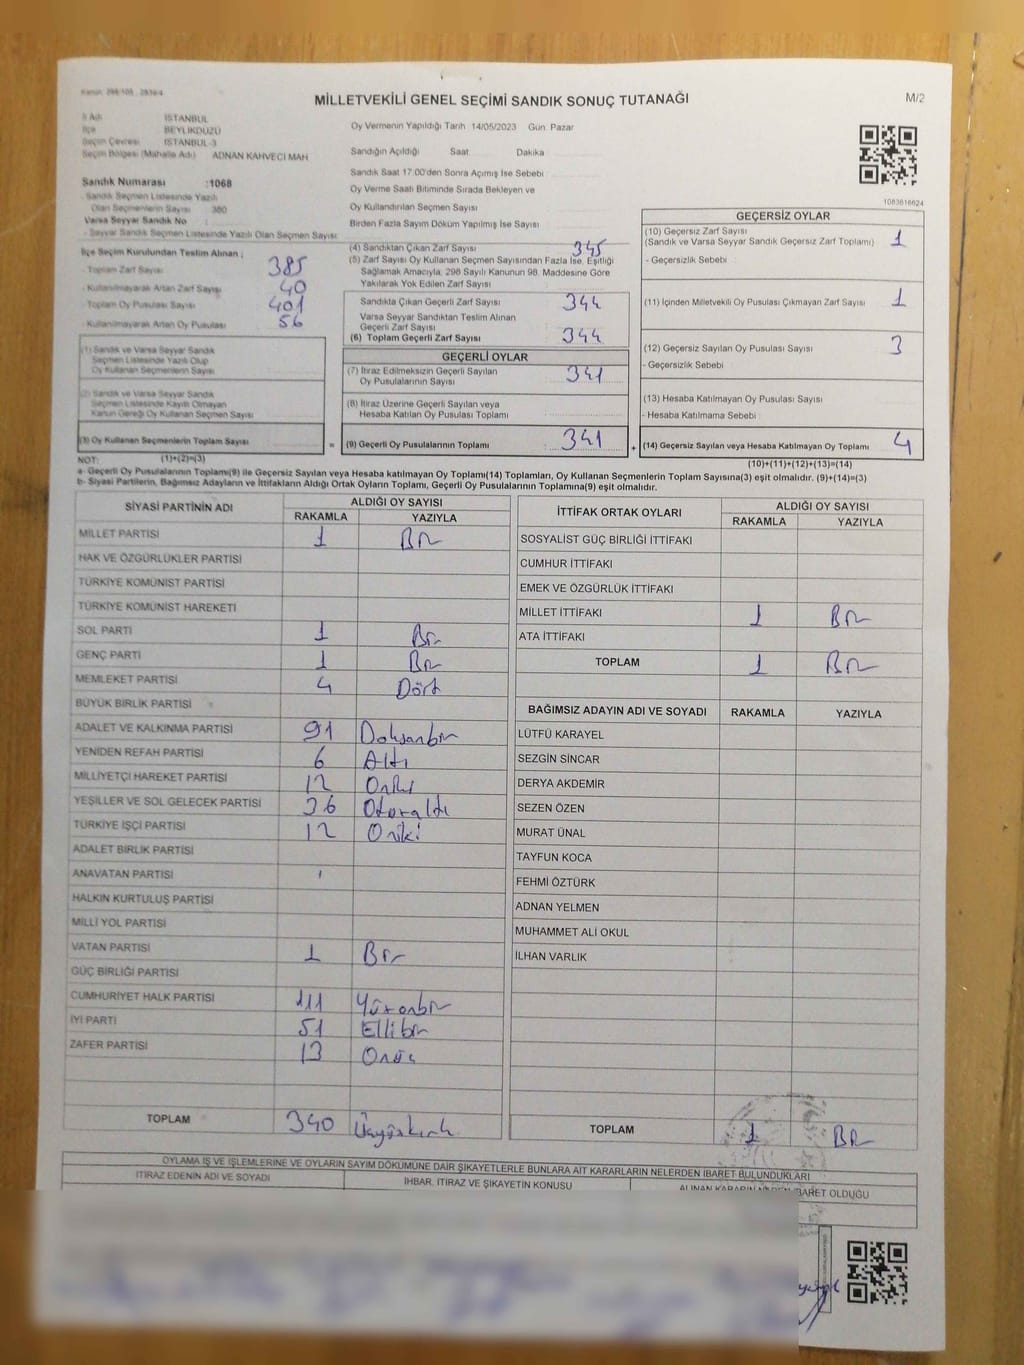 MİLLETVEKİLİ GENEL SEÇİMİ SANDIK SONUÇ TUTANAĞI
M/2
İl Adı İSTANBUL
İlçe BEYLİKDÜZÜ
Seçim Çevresi İSTANBUL-3
Seçim Bölgesi (Mahalle Adı) ADNAN KAHVECİ MAH
Sandık Numarası :1068
Sandık Seçmen Listesinde Yazılı
Olan Seçmenlerin Sayısı 380
Varsa Seyyar Sandık No
- Seyyar Sandık Seçmen Listesinde Yazılı Olan Seçmen Sayısı
İlçe Seçim Kurulundan Teslim Alınan ;
- Toplam Zarf Sayısı 385
- Kullanılmayarak Artan Zarf Sayısı 40
- Toplam Oy Pusulası Sayısı 401
- Kullanılmayarak Artan Oy Pusulası 56
(1) Sandık ve Varsa Seyyar Sandık
Seçmen Listesinde Yazılı Olup
Oy Kullanan Seçmenlerin Sayısı
(2) Sandık ve Varsa Seyyar Sandık
Seçmen Listesinde Kayıtlı Olmayan
Kanun Gereği Oy Kullanan Seçmen Sayısı
(3) Oy Kullanan Seçmenlerin Toplam Sayısı =
(1)+(2)=(3)
Oy Vermenin Yapıldığı Tarih 14/05/2023 Gün: Pazar
Sandığın Açıldığı Saat Dakika
Sandık Saat 17.00'den Sonra Açımış İse Sebebi
Oy Verme Saati Bitiminde Sırada Bekleyen ve
Oy Kullandırılan Seçmen Sayısı
Birden Fazla Sayım Döküm Yapılmış İse Sayısı
(4) Sandıktan Çıkan Zarf Sayısı 345
(5) Zarf Sayısı Oy Kullanan Seçmen Sayısından Fazla İse, Eşitliği
Sağlamak Amacıyla, 298 Sayılı Kanunun 98. Maddesine Göre
Yakılarak Yok Edilen Zarf Sayısı
Sandıkta Çıkan Geçerli Zarf Sayısı 344
Varsa Seyyar Sandıktan Teslim Alınan
Geçerli Zarf Sayısı
(6) Toplam Geçerli Zarf Sayısı 344
GEÇERLİ OYLAR
(7) İtiraz Edilmeksizin Geçerli Sayılan
Oy Pusulalarının Sayısı 341
(8) İtiraz Üzerine Geçerli Sayılan veya
Hesaba Katılan Oy Pusulası Toplamı
(9) Geçerli Oy Pusulalarının Toplamı 341 +
1083616624
GEÇERSİZ OYLAR
(10) Geçersiz Zarf Sayısı
(Sandık ve Varsa Seyyar Sandık Geçersiz Zarf Toplamı) 1
- Geçersizlik Sebebi
(11) İçinden Milletvekili Oy Pusulası Çıkmayan Zarf Sayısı 1
(12) Geçersiz Sayılan Oy Pusulası Sayısı 3
- Geçersizlik Sebebi
(13) Hesaba Katılmayan Oy Pusulası Sayısı
- Hesaba Katılmama Sebebi
(14) Geçersiz Sayılan veya Hesaba Katılmayan Oy Toplamı 4
(10)+(11)+(12)+(13)=(14)
NOT:
a- Geçerli Oy Pusulalarının Toplamı(9) ile Geçersiz Sayılan veya Hesaba katılmayan Oy Toplamı(14) Toplamları, Oy Kullanan Seçmenlerin Toplam Sayısına(3) eşit olmalıdır. (9)+(14)=(3)
b- Siyasi Partilerin, Bağımsız Adayların ve İttifakların Aldığı Ortak Oyların Toplamı, Geçerli Oy Pusulalarının Toplamına(9) eşit olmalıdır.
SİYASİ PARTİNİN ADI ALDIĞI OY SAYISI
RAKAMLA YAZIYLA
MİLLET PARTİSİ 1 Bir
HAK VE ÖZGÜRLÜKLER PARTİSİ
TÜRKİYE KOMÜNİST PARTİSİ
TÜRKİYE KOMÜNİST HAREKETİ
SOL PARTİ 1 Bir
GENÇ PARTİ 1 Bir
MEMLEKET PARTİSİ 4 Dört
BÜYÜK BİRLİK PARTİSİ
ADALET VE KALKINMA PARTİSİ 91 Doksanbir
YENİDEN REFAH PARTİSİ 6 Altı
MİLLİYETÇİ HAREKET PARTİSİ 12 Oniki
YEŞİLLER VE SOL GELECEK PARTİSİ 36 Otuzaltı
TÜRKİYE İŞÇİ PARTİSİ 12 Oniki
ADALET BİRLİK PARTİSİ
ANAVATAN PARTİSİ
HALKIN KURTULUŞ PARTİSİ
MİLLİ YOL PARTİSİ
VATAN PARTİSİ 1 Bir
GÜÇ BİRLİĞİ PARTİSİ
CUMHURİYET HALK PARTİSİ 111 Yüzonbir
İYİ PARTİ 51 Ellibir
ZAFER PARTİSİ 13 Onüç
TOPLAM 340 Üçyüzkırk
İTTİFAK ORTAK OYLARI ALDIĞI OY SAYISI
RAKAMLA YAZIYLA
SOSYALİST GÜÇ BİRLİĞİ İTTİFAKI
CUMHUR İTTİFAKI
EMEK VE ÖZGÜRLÜK İTTİFAKI
MİLLET İTTİFAKI 1 Bir
ATA İTTİFAKI
TOPLAM 1 Bir
BAĞIMSIZ ADAYIN ADI VE SOYADI RAKAMLA YAZIYLA
LÜTFÜ KARAYEL
SEZGİN SİNCAR
DERYA AKDEMİR
SEZEN ÖZEN
MURAT ÜNAL
TAYFUN KOCA
FEHMİ ÖZTÜRK
ADNAN YELMEN
MUHAMMET ALİ OKUL
İLHAN VARLIK
TOPLAM 1 Bir
OYLAMA İŞ VE İŞLEMLERİNE VE OYLARIN SAYIM DÖKÜMÜNE DAİR ŞİKAYETLERLE BUNLARA AİT KARARLARIN NELERDEN İBARET BULUNDUKLARI
İTİRAZ EDENİN ADI VE SOYADI İHBAR, İTİRAZ VE ŞİKAYETİN KONUSU ALINAN KARARIN NEDEN İBARET OLDUĞU